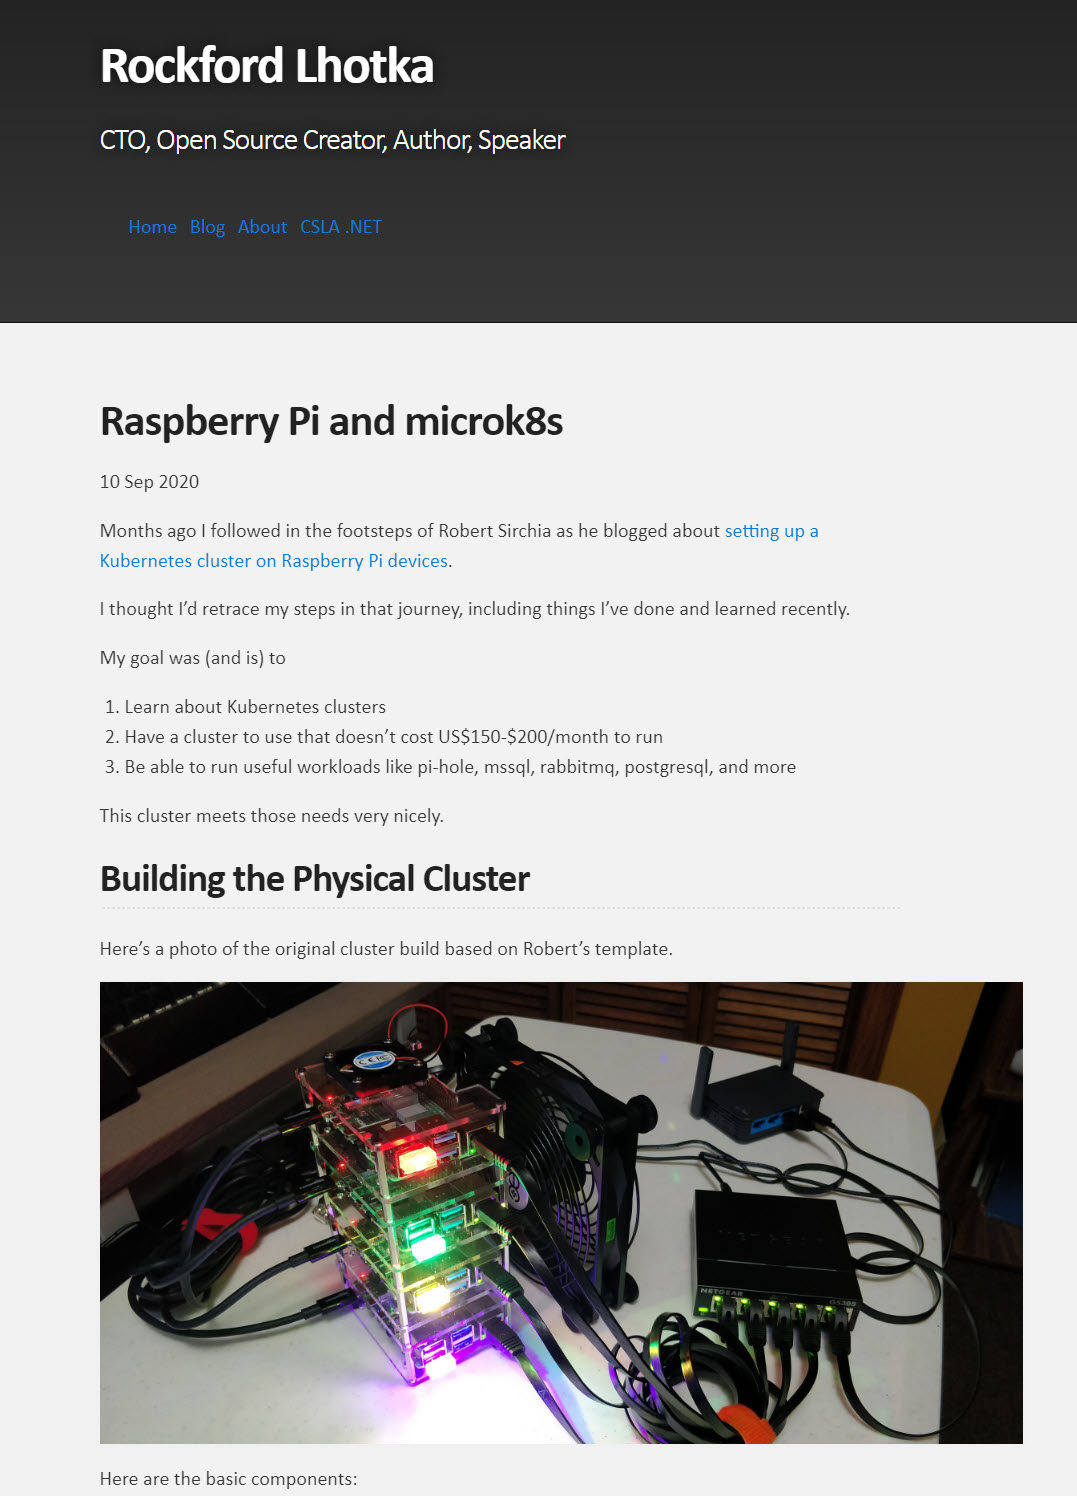 Rockford Lhotka
CTO, Open Source Creator, Author, Speaker
Home Blog About CSLA .NET
Raspberry Pi and microk8s
10 Sep 2020
Months ago I followed in the footsteps of Robert Sirchia as he blogged about setting up a
Kubernetes cluster on Raspberry Pi devices.
I thought I’d retrace my steps in that journey, including things I’ve done and learned recently.
My goal was (and is) to
1. Learn about Kubernetes clusters
2. Have a cluster to use that doesn’t cost US$150-$200/month to run
3. Be able to run useful workloads like pi-hole, mssql, rabbitmq, postgresql, and more
This cluster meets those needs very nicely.
Building the Physical Cluster
Here’s a photo of the original cluster build based on Robert’s template.
NETGEAR
NETGEAR GS305
Here are the basic components: